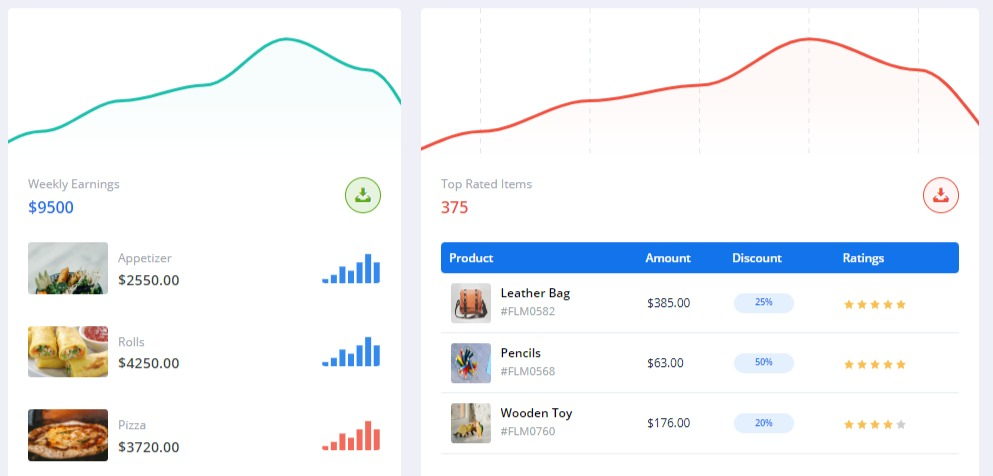 Weekly Earnings
$9500
Appetizer
$2550.00
Rolls
$4250.00
Pizza
$3720.00
Top Rated Items
375
Product Amount Discount Ratings
Leather Bag
#FLM0582
$385.00 25%
Pencils
#FLM0568
$63.00 50%
Wooden Toy
#FLM0760
$176.00 20%